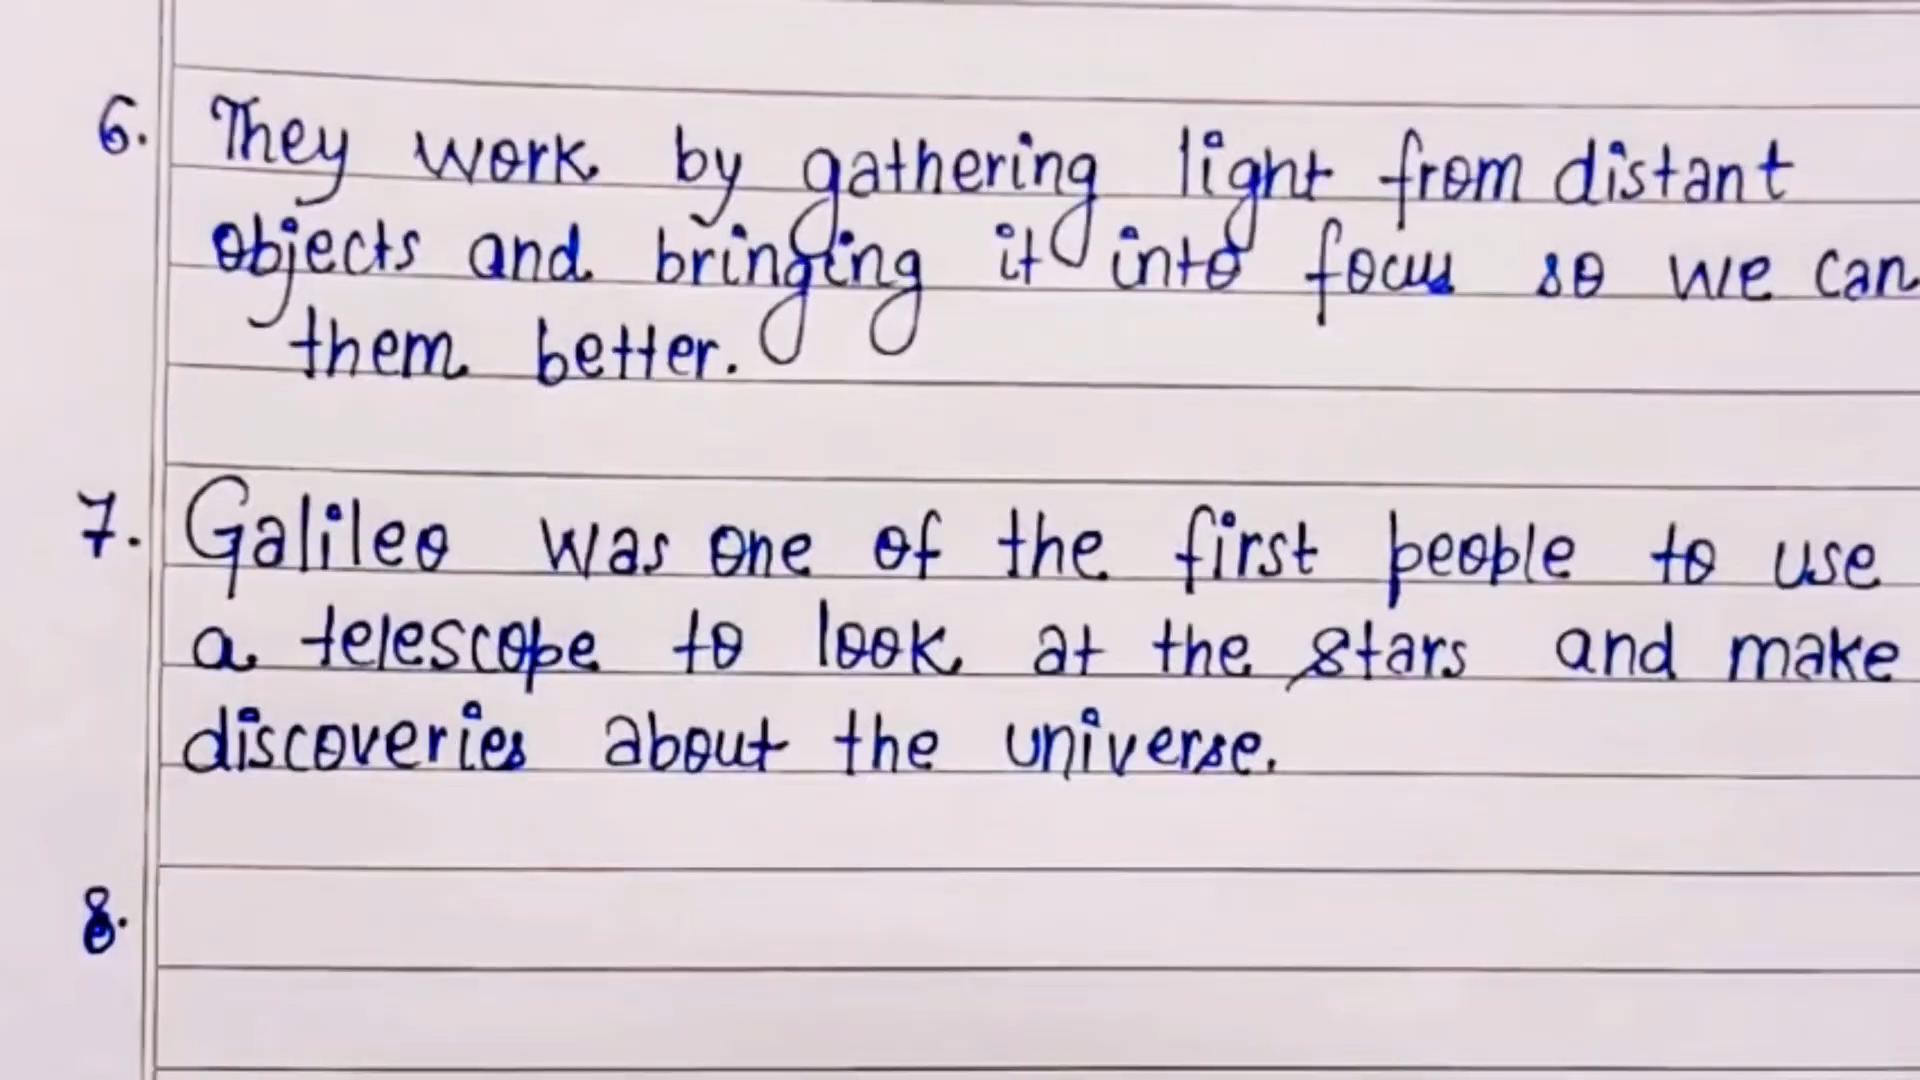 6. They work by gathering light from distant
objects and bringing it into focus so we can
them better.
7. Galileo was one of the first people to use
a telescope to look at the stars and make
discoveries about the universe.
8.